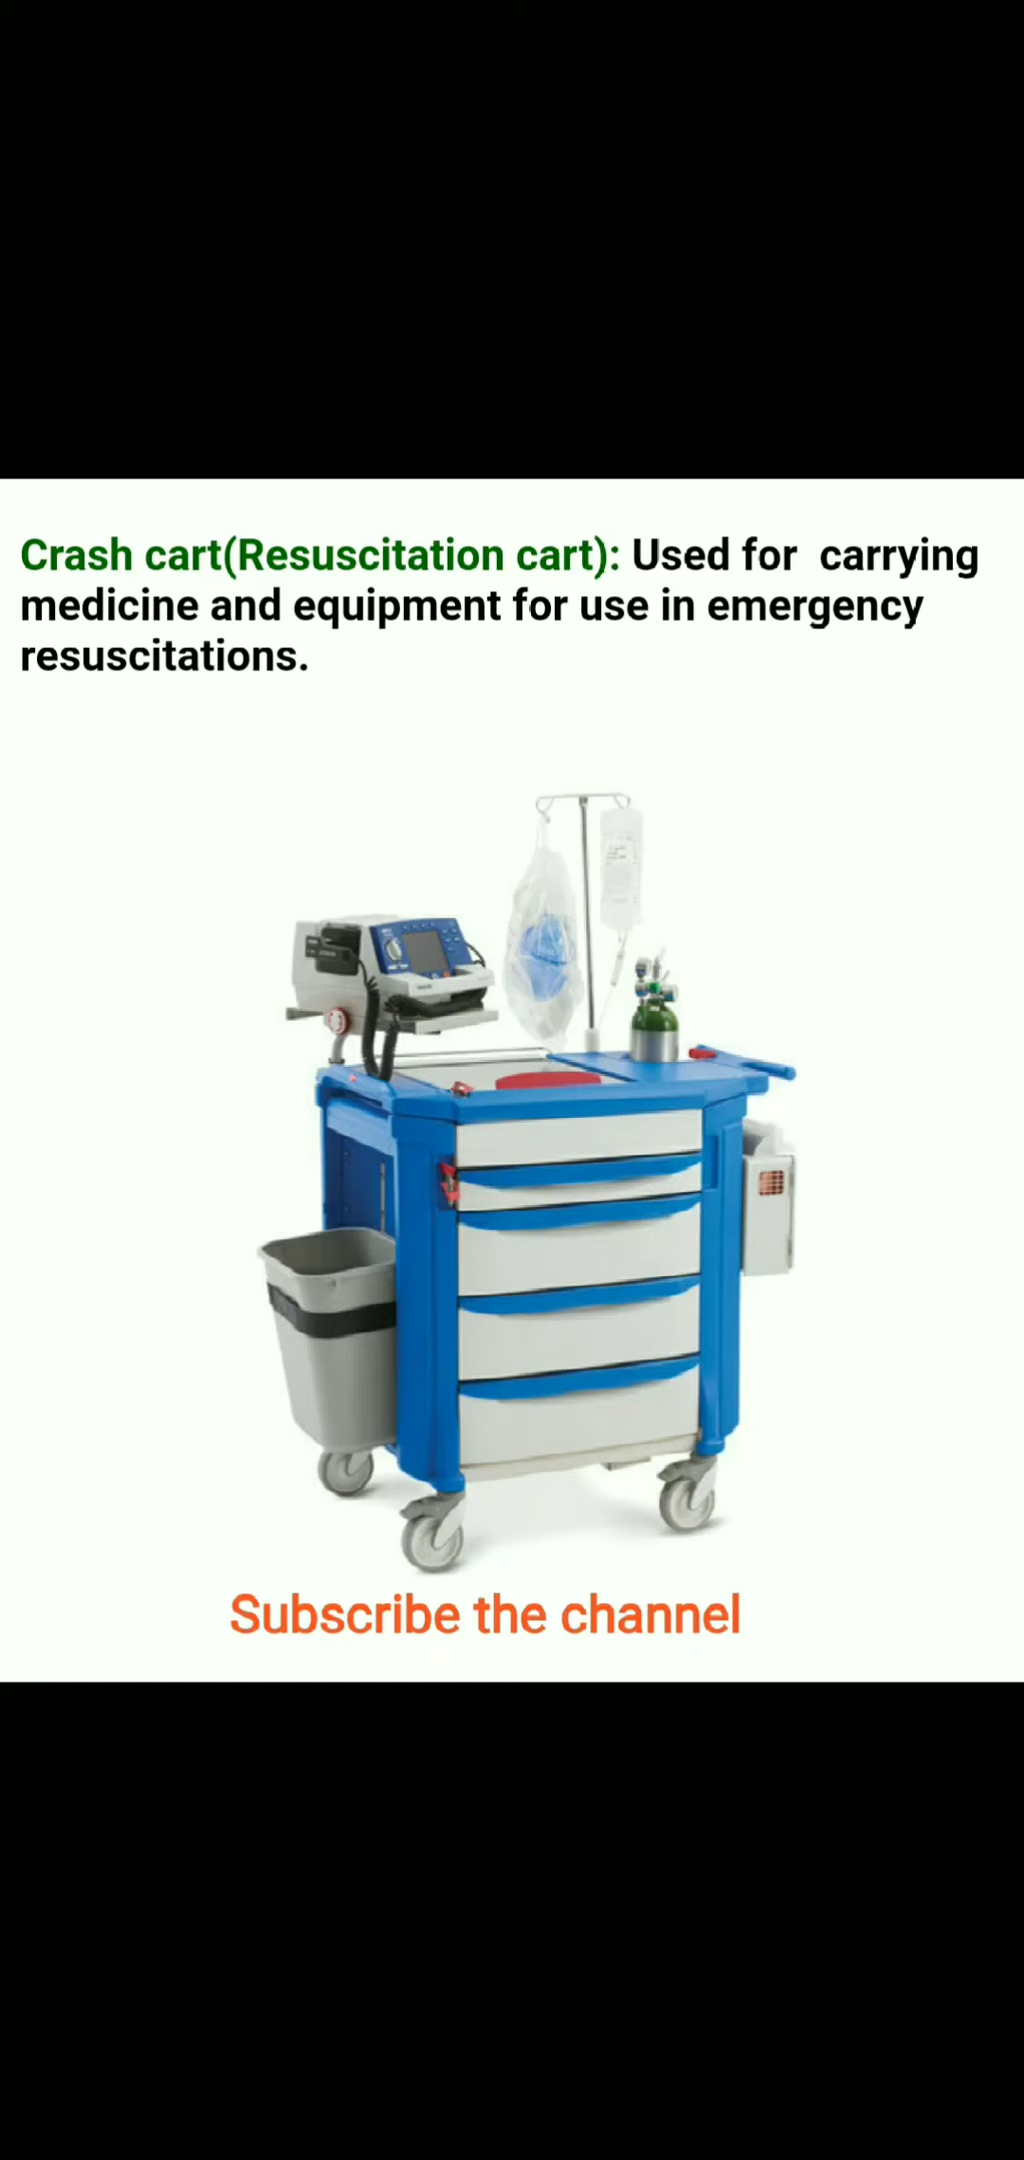 Crash cart(Resuscitation cart): Used for  carrying
medicine and equipment for use in emergency
resuscitations.
Subscribe the channel